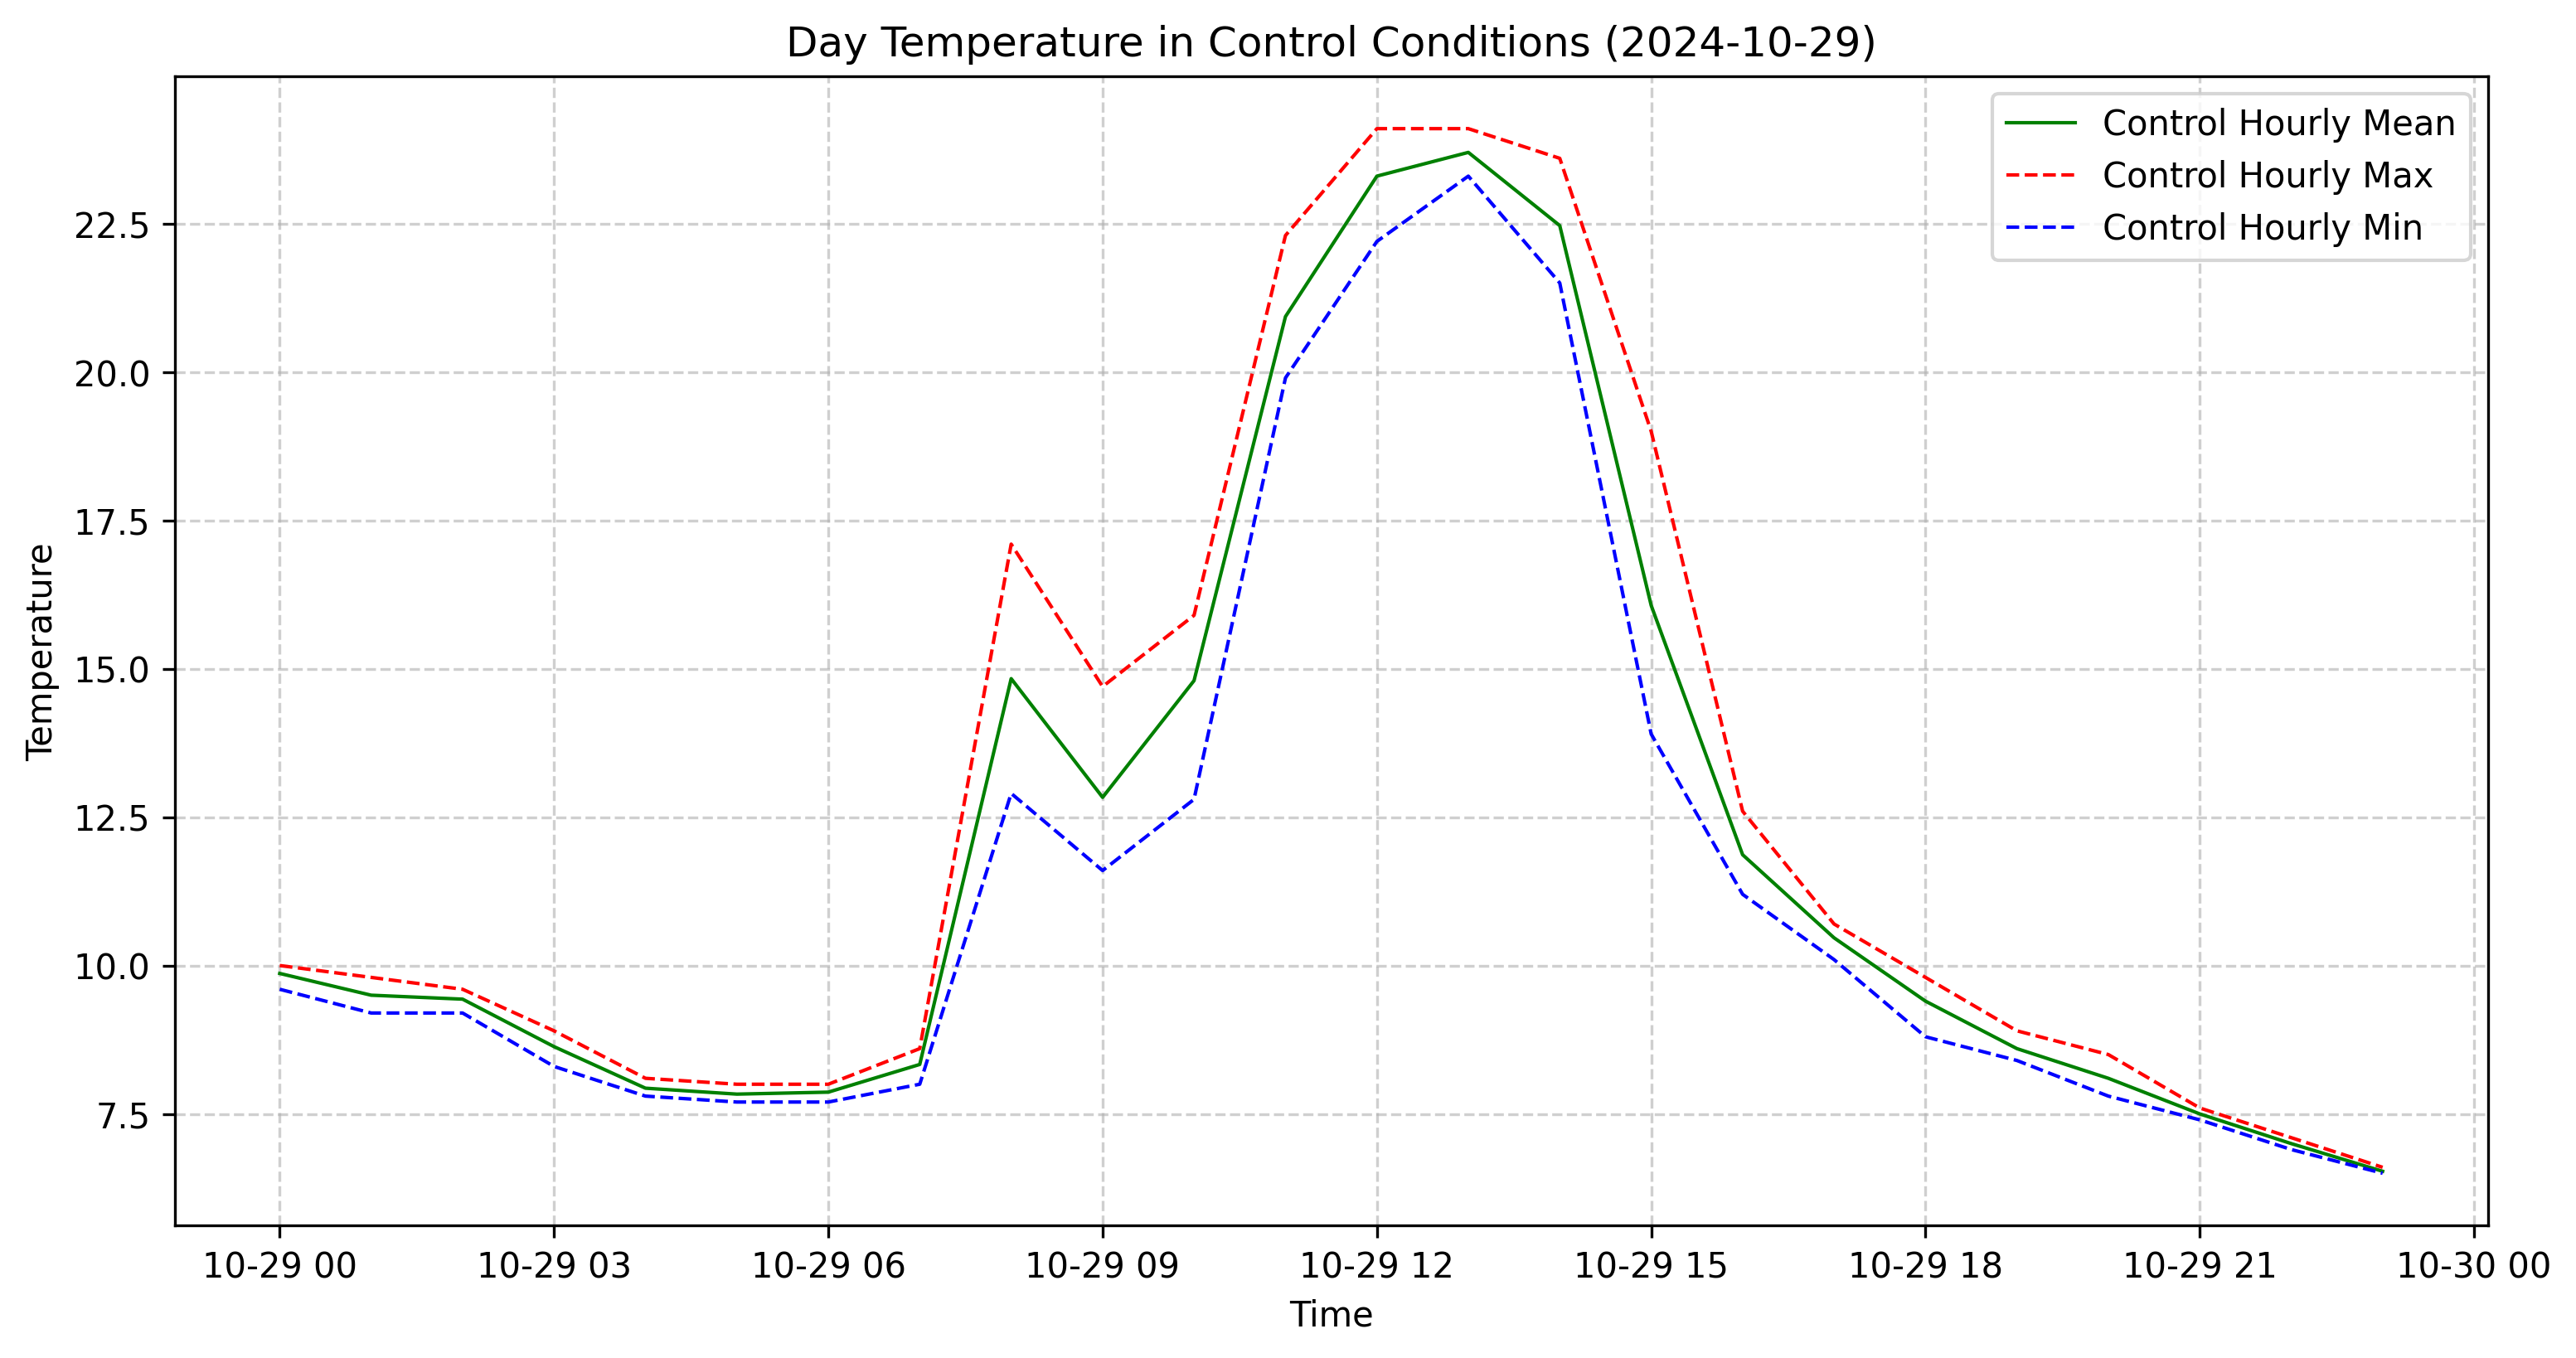 Day Temperature in Control Conditions (2024-10-29)
Control Hourly Mean
Control Hourly Max
Control Hourly Min
Temperature
22.5
20.0
17.5
15.0
12.5
10.0
7.5
10-29 00 10-29 03 10-29 06 10-29 09 10-29 12 10-29 15 10-29 18 10-29 21 10-30 00
Time